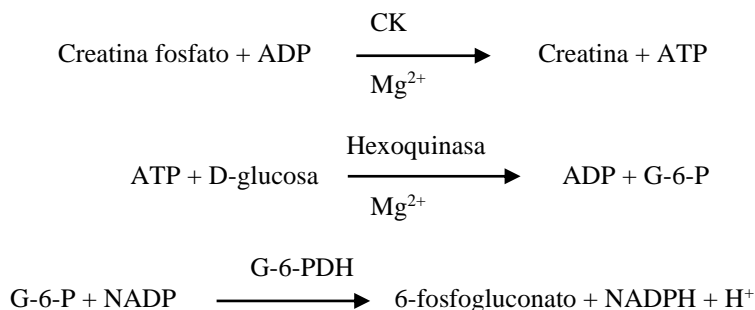 CK
Creatina fosfato + ADP Creatina + ATP
Mg²⁺
Hexoquinasa
ATP + D-glucosa ADP + G-6-P
Mg²⁺
G-6-PDH
G-6-P + NADP 6-fosfogluconato + NADPH + H⁺